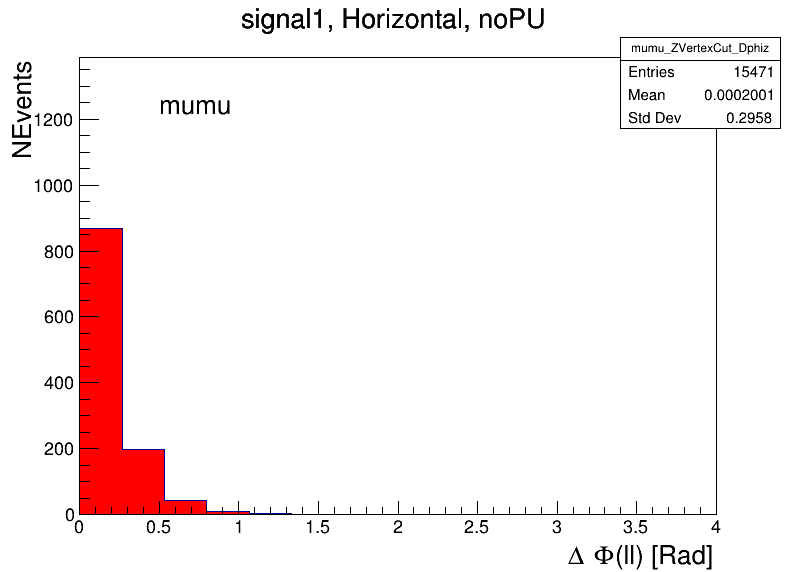 signal1, Horizontal, noPU
mumu_ZVertexCut_Dphiz
Entries 15471
Mean 0.0002001
Std Dev 0.2958
NEvents
mumu
1200
1000
800
600
400
200
0
0 0.5 1 1.5 2 2.5 3 3.5 4
Δ Φ(ll) [Rad]